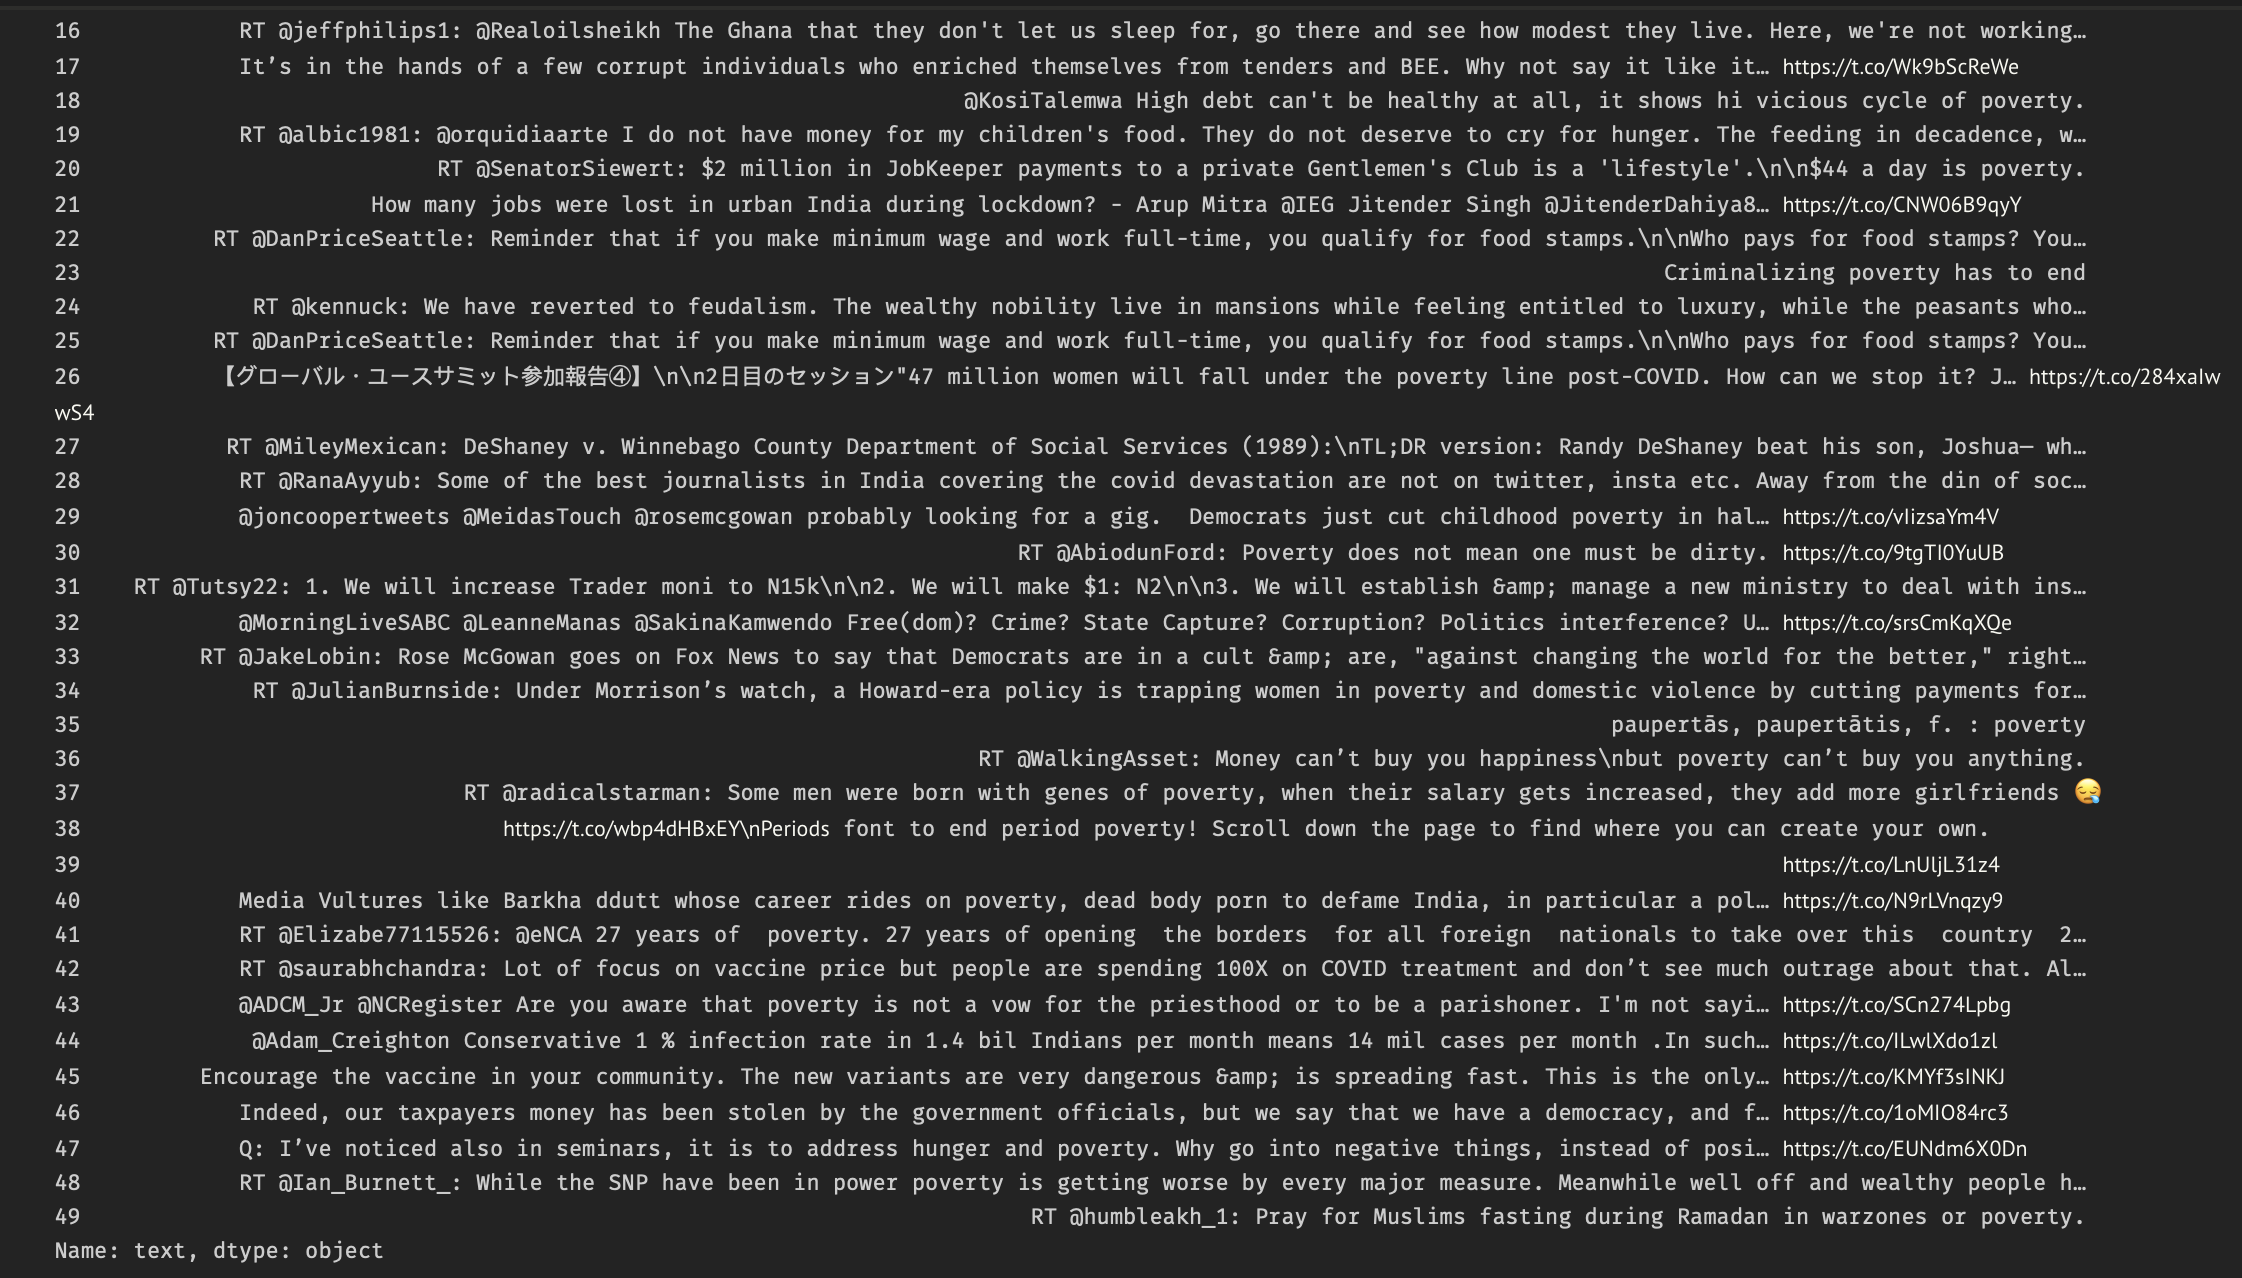 16 RT @jeffphilips1: @Realoilsheikh The Ghana that they don't let us sleep for, go there and see how modest they live. Here, we're not working…
17 It’s in the hands of a few corrupt individuals who enriched themselves from tenders and BEE. Why not say it like it… https://t.co/Wk9bScReWe
18 @KosiTalemwa High debt can't be healthy at all, it shows hi vicious cycle of poverty.
19 RT @albic1981: @orquidiaarte I do not have money for my children's food. They do not deserve to cry for hunger. The feeding in decadence, w…
20 RT @SenatorSiewert: $2 million in JobKeeper payments to a private Gentlemen's Club is a 'lifestyle'.\n\n$44 a day is poverty.
21 How many jobs were lost in urban India during lockdown? - Arup Mitra @IEG Jitender Singh @JitenderDahiya8… https://t.co/CNW06B9qyY
22 RT @DanPriceSeattle: Reminder that if you make minimum wage and work full-time, you qualify for food stamps.\n\nWho pays for food stamps? You…
23 Criminalizing poverty has to end
24 RT @kennuck: We have reverted to feudalism. The wealthy nobility live in mansions while feeling entitled to luxury, while the peasants who…
25 RT @DanPriceSeattle: Reminder that if you make minimum wage and work full-time, you qualify for food stamps.\n\nWho pays for food stamps? You…
26 【グローバル・ユースサミット参加報告④】\n\n2日目のセッション"47 million women will fall under the poverty line post-COVID. How can we stop it? J… https://t.co/284xaIw
wS4
27 RT @MileyMexican: DeShaney v. Winnebago County Department of Social Services (1989):\nTL;DR version: Randy DeShaney beat his son, Joshua— wh…
28 RT @RanaAyyub: Some of the best journalists in India covering the covid devastation are not on twitter, insta etc. Away from the din of soc…
29 @joncoopertweets @MeidasTouch @rosemcgowan probably looking for a gig.  Democrats just cut childhood poverty in hal… https://t.co/vIizsaYm4V
30 RT @AbiodunFord: Poverty does not mean one must be dirty. https://t.co/9tgTI0YuUB
31 RT @Tutsy22: 1. We will increase Trader moni to N15k\n\n2. We will make $1: N2\n\n3. We will establish &amp; manage a new ministry to deal with ins…
32 @MorningLiveSABC @LeanneManas @SakinaKamwendo Free(dom)? Crime? State Capture? Corruption? Politics interference? U… https://t.co/srsCmKqXQe
33 RT @JakeLobin: Rose McGowan goes on Fox News to say that Democrats are in a cult &amp; are, "against changing the world for the better," right…
34 RT @JulianBurnside: Under Morrison’s watch, a Howard-era policy is trapping women in poverty and domestic violence by cutting payments for…
35 paupertās, paupertātis, f. : poverty
36 RT @WalkingAsset: Money can’t buy you happiness\nbut poverty can’t buy you anything.
37 RT @radicalstarman: Some men were born with genes of poverty, when their salary gets increased, they add more girlfriends 😪
38 https://t.co/wbp4dHBxEY\nPeriods font to end period poverty! Scroll down the page to find where you can create your own.
39 https://t.co/LnUljL31z4
40 Media Vultures like Barkha ddutt whose career rides on poverty, dead body porn to defame India, in particular a pol… https://t.co/N9rLVnqzy9
41 RT @Elizabe77115526: @eNCA 27 years of  poverty. 27 years of opening  the borders  for all foreign  nationals to take over this  country  2…
42 RT @saurabhchandra: Lot of focus on vaccine price but people are spending 100X on COVID treatment and don’t see much outrage about that. Al…
43 @ADCM_Jr @NCRegister Are you aware that poverty is not a vow for the priesthood or to be a parishoner. I'm not sayi… https://t.co/SCn274Lpbg
44 @Adam_Creighton Conservative 1 % infection rate in 1.4 bil Indians per month means 14 mil cases per month .In such… https://t.co/ILwlXdo1zl
45 Encourage the vaccine in your community. The new variants are very dangerous &amp; is spreading fast. This is the only… https://t.co/KMYf3sINKJ
46 Indeed, our taxpayers money has been stolen by the government officials, but we say that we have a democracy, and f… https://t.co/1oMIO84rc3
47 Q: I’ve noticed also in seminars, it is to address hunger and poverty. Why go into negative things, instead of posi… https://t.co/EUNdm6X0Dn
48 RT @Ian_Burnett_: While the SNP have been in power poverty is getting worse by every major measure. Meanwhile well off and wealthy people h…
49 RT @humbleakh_1: Pray for Muslims fasting during Ramadan in warzones or poverty.
Name: text, dtype: object